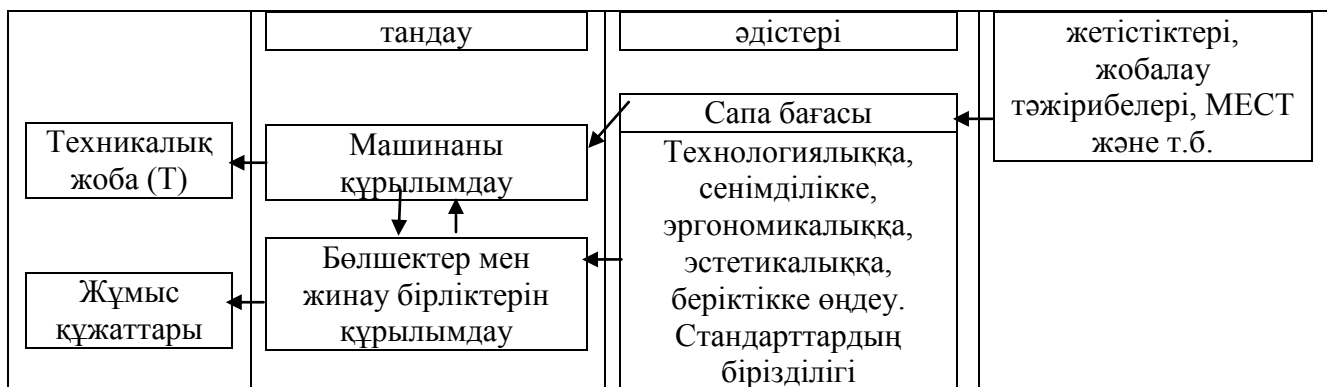 тандау
әдістері
жетістіктері,
жобалау
тәжірибелері, МЕСТ
және т.б.
Сапа бағасы
Техникалық
жоба (Т)
Машинаны
құрылымдау
Технологиялыққа,
сенімділікке,
эргономикалыққа,
эстетикалыққа,
беріктікке өңдеу.
Стандарттардың
бірізділігі
Бөлшектер мен
жинау бірліктерін
құрылымдау
Жұмыс
құжаттары